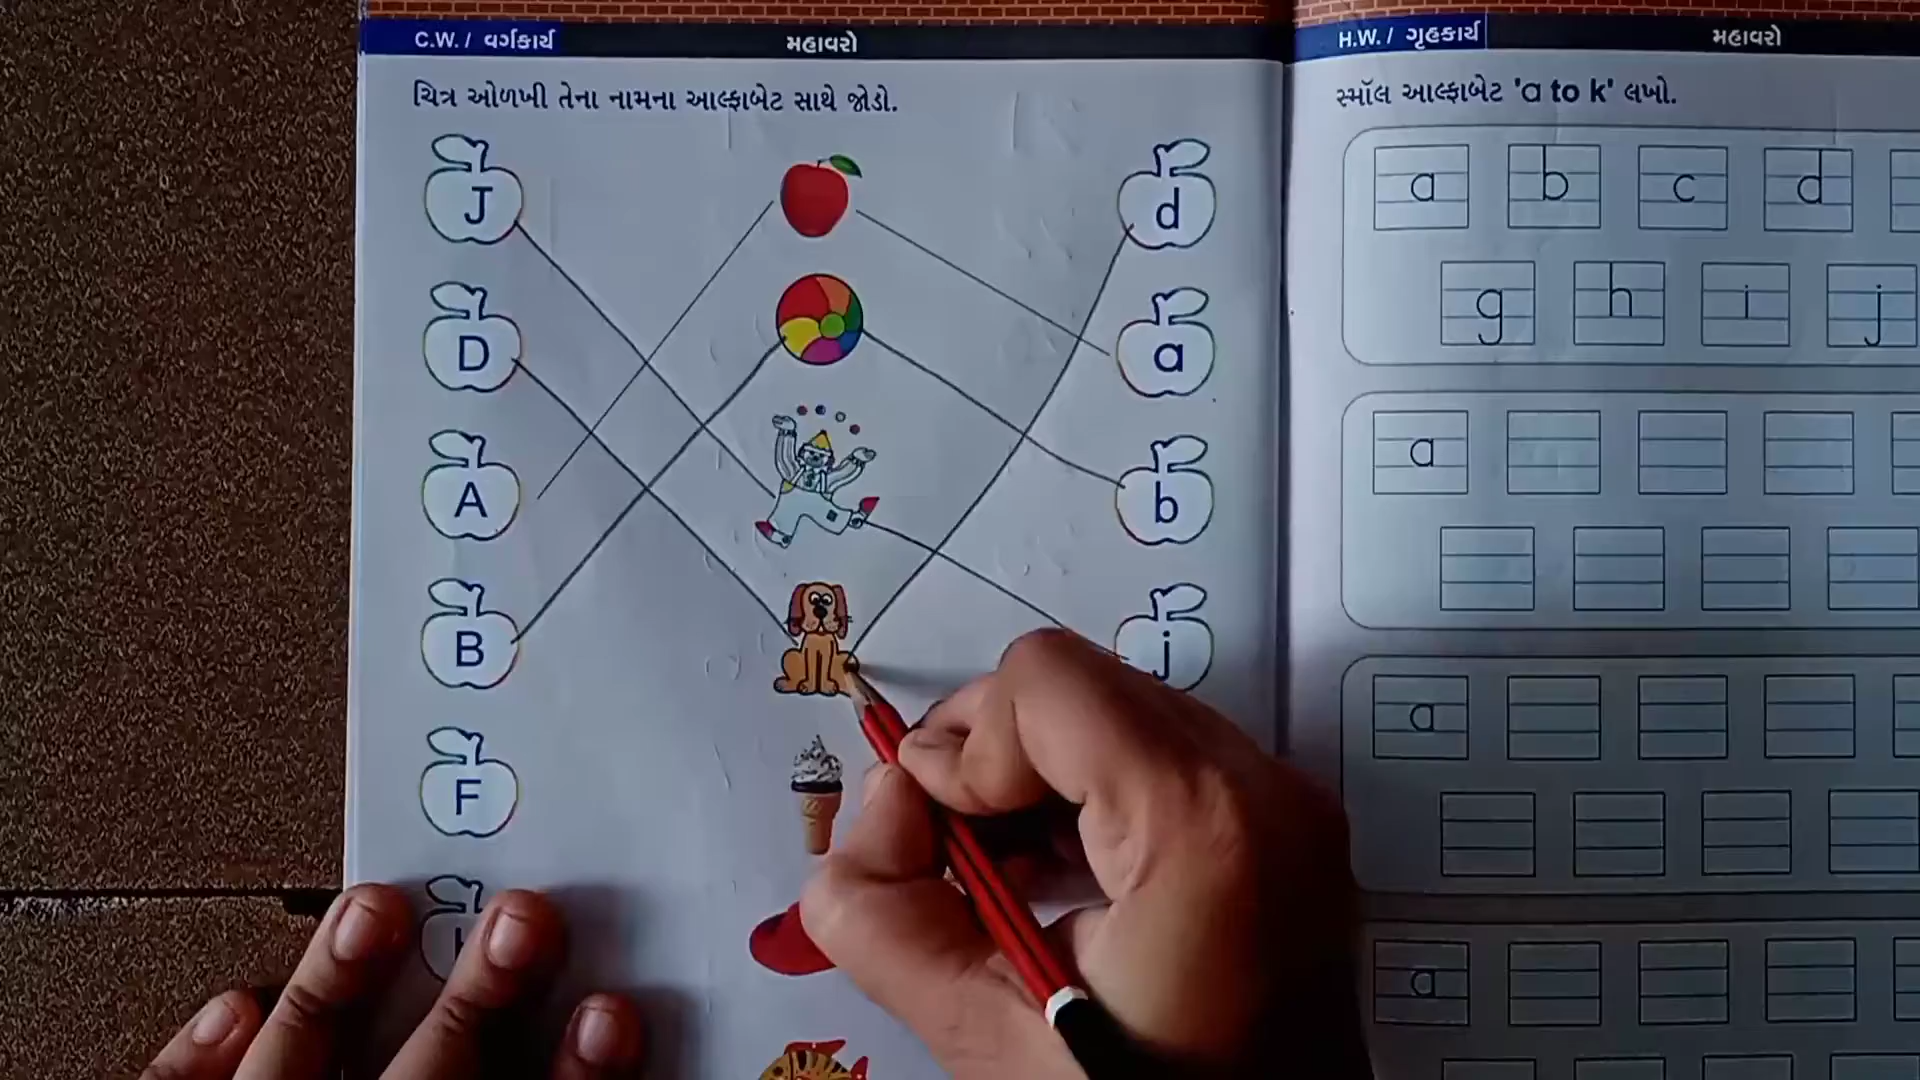 C.W. / વર્ગકાર્ય મહાવરો
ચિત્ર ઓળખી તેના નામના આલ્ફાબેટ સાથે જોડો.
J d
D a
A b
B j
F
H.W. / ગૃહકાર્ય મહાવરો
સ્મૉલ આલ્ફાબેટ 'a to k' લખો.
a b c d
g h i j
a
a
a